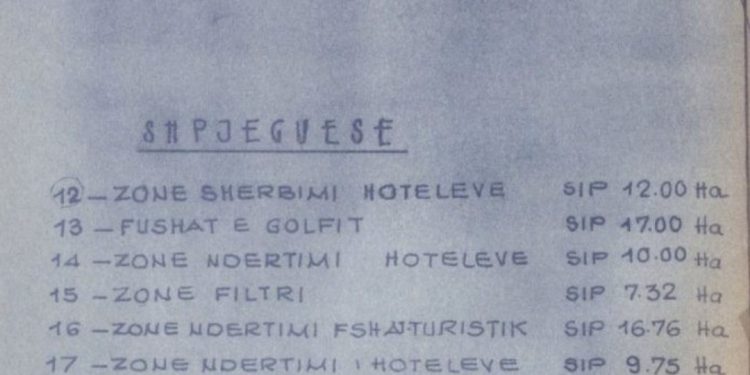 SHPJEGUESE
12 – ZONE SHERBIMI HOTELEVE SIP 12.00 Ha
13 – FUSHAT E GOLFIT SIP 17.00 Ha
14 – ZONE NDERTIMI HOTELEVE SIP 10.00 Ha
15 – ZONE FILTRI SIP 7.32 Ha
16 – ZONE NDERTIMI FSHATTURISTIK SIP 16.76 Ha
17 – ZONE NDERTIMI I HOTELEVE SIP 9.75 Ha